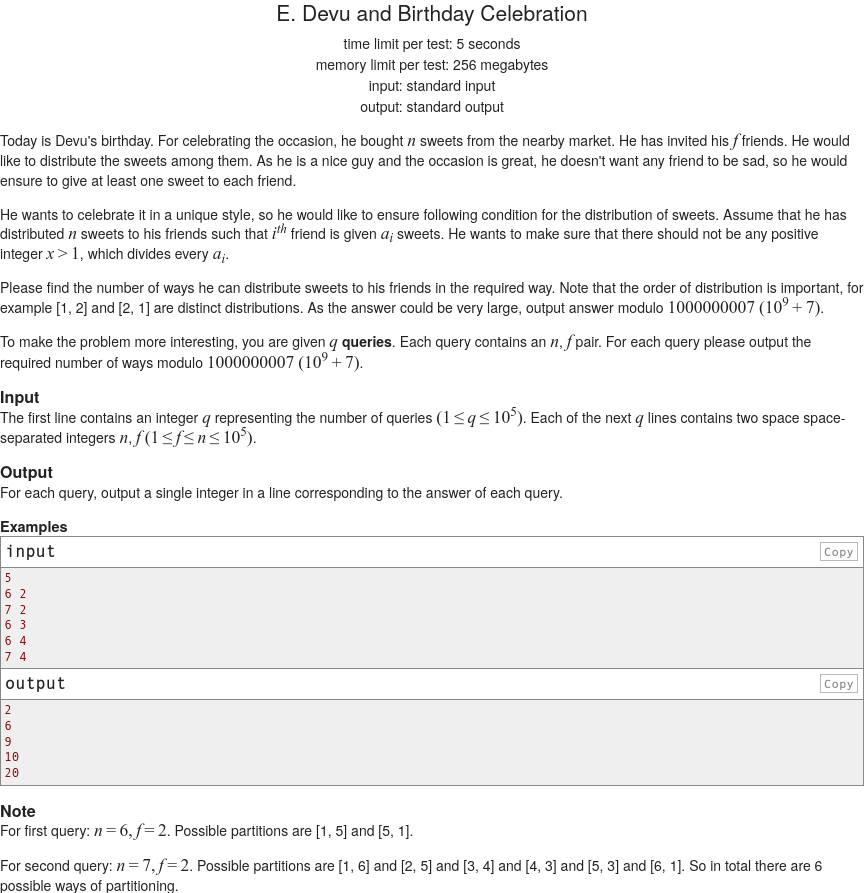 E. Devu and Birthday Celebration
time limit per test: 5 seconds
memory limit per test: 256 megabytes
input: standard input
output: standard output
Today is Devu's birthday. For celebrating the occasion, he bought n sweets from the nearby market. He has invited his f friends. He would
like to distribute the sweets among them. As he is a nice guy and the occasion is great, he doesn't want any friend to be sad, so he would
ensure to give at least one sweet to each friend.
He wants to celebrate it in a unique style, so he would like to ensure following condition for the distribution of sweets. Assume that he has
distributed n sweets to his friends such that i^th friend is given a_i sweets. He wants to make sure that there should not be any positive
integer x > 1, which divides every a_i.
Please find the number of ways he can distribute sweets to his friends in the required way. Note that the order of distribution is important, for
example [1, 2] and [2, 1] are distinct distributions. As the answer could be very large, output answer modulo 1000000007 (10^9 + 7).
To make the problem more interesting, you are given q queries. Each query contains an n, f pair. For each query please output the
required number of ways modulo 1000000007 (10^9 + 7).
Input
The first line contains an integer q representing the number of queries (1 ≤ q ≤ 10^5). Each of the next q lines contains two space space-
separated integers n, f (1 ≤ f ≤ n ≤ 10^5).
Output
For each query, output a single integer in a line corresponding to the answer of each query.
Examples
input
Copy
5
6 2
7 2
6 3
6 4
7 4
output
Copy
2
6
9
10
20
Note
For first query: n = 6, f = 2. Possible partitions are [1, 5] and [5, 1].
For second query: n = 7, f = 2. Possible partitions are [1, 6] and [2, 5] and [3, 4] and [4, 3] and [5, 3] and [6, 1]. So in total there are 6
possible ways of partitioning.